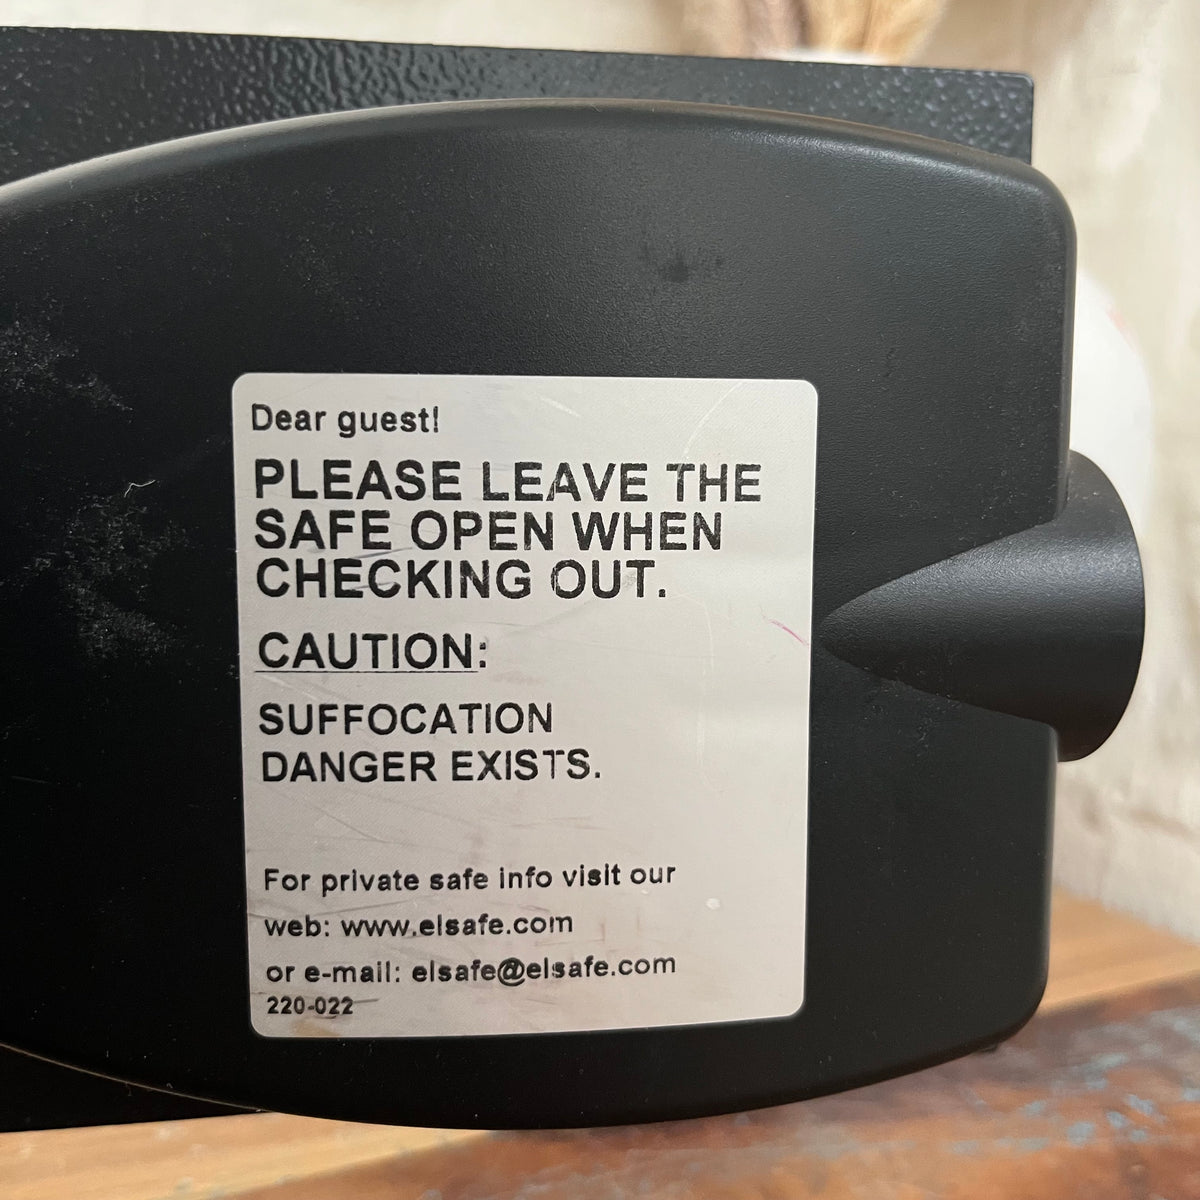 Dear guest!
PLEASE LEAVE THE
SAFE OPEN WHEN
CHECKING OUT.
CAUTION:
SUFFOCATION
DANGER EXISTS.
For private safe info visit our
web: www.elsafe.com
or e-mail: elsafe@elsafe.com
220-022